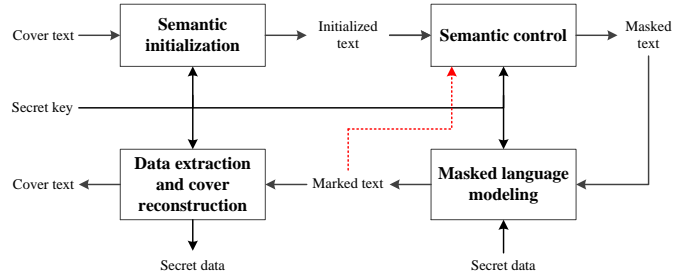 Cover text
Semantic
initialization
Initialized
text
Semantic control
Masked
text
Secret key
Cover text
Data extraction
and cover
reconstruction
Marked text
Masked language
modeling
Secret data
Secret data